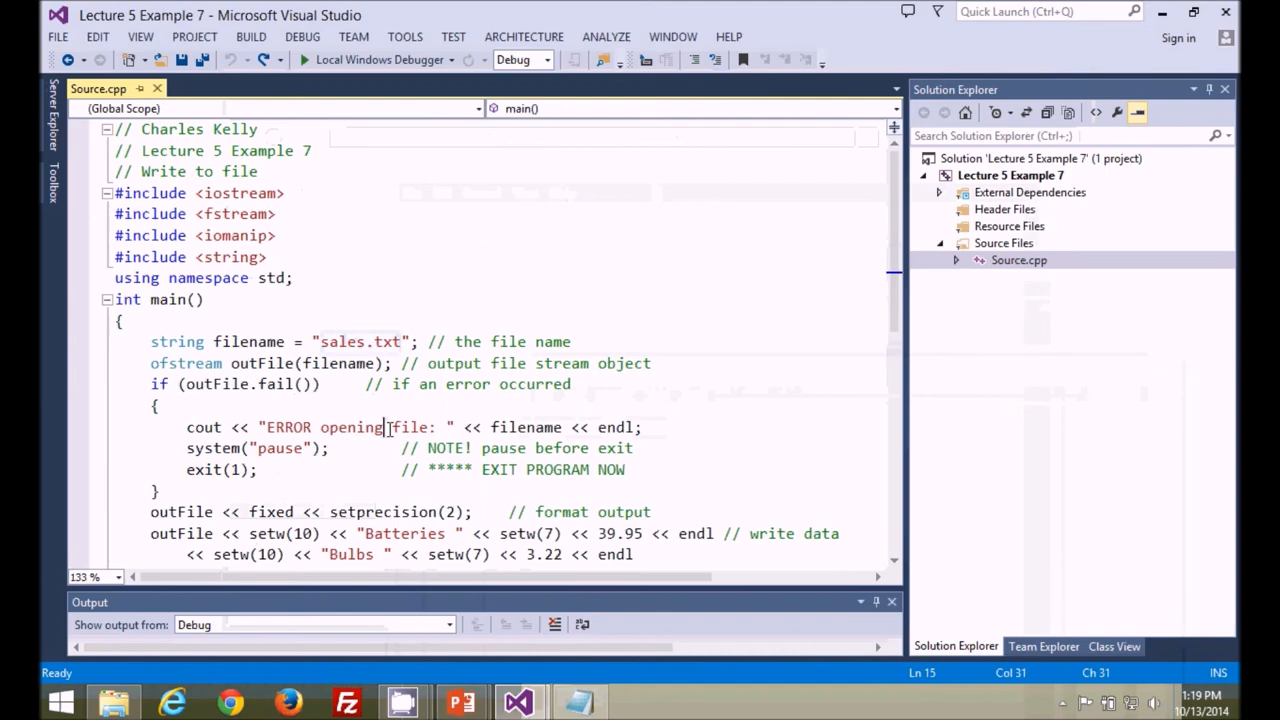 Lecture 5 Example 7 - Microsoft Visual Studio
Quick Launch (Ctrl+Q)
FILE EDIT VIEW PROJECT BUILD DEBUG TEAM TOOLS TEST ARCHITECTURE ANALYZE WINDOW HELP
Sign in
Local Windows Debugger Debug
Server Explorer
Toolbox
Source.cpp
(Global Scope) main()
// Charles Kelly
// Lecture 5 Example 7
// Write to file
#include <iostream>
#include <fstream>
#include <iomanip>
#include <string>
using namespace std;
int main()
{
string filename = "sales.txt"; // the file name
ofstream outFile(filename); // output file stream object
if (outFile.fail()) // if an error occurred
{
cout << "ERROR opening file: " << filename << endl;
system("pause"); // NOTE! pause before exit
exit(1); // ***** EXIT PROGRAM NOW
}
outFile << fixed << setprecision(2); // format output
outFile << setw(10) << "Batteries " << setw(7) << 39.95 << endl // write data
<< setw(10) << "Bulbs " << setw(7) << 3.22 << endl
133 %
Output
Show output from: Debug
Solution Explorer
Search Solution Explorer (Ctrl+;)
Solution 'Lecture 5 Example 7' (1 project)
Lecture 5 Example 7
External Dependencies
Header Files
Resource Files
Source Files
Source.cpp
Solution Explorer Team Explorer Class View
Ready Ln 15 Col 31 Ch 31 INS
1:19 PM
10/13/2014